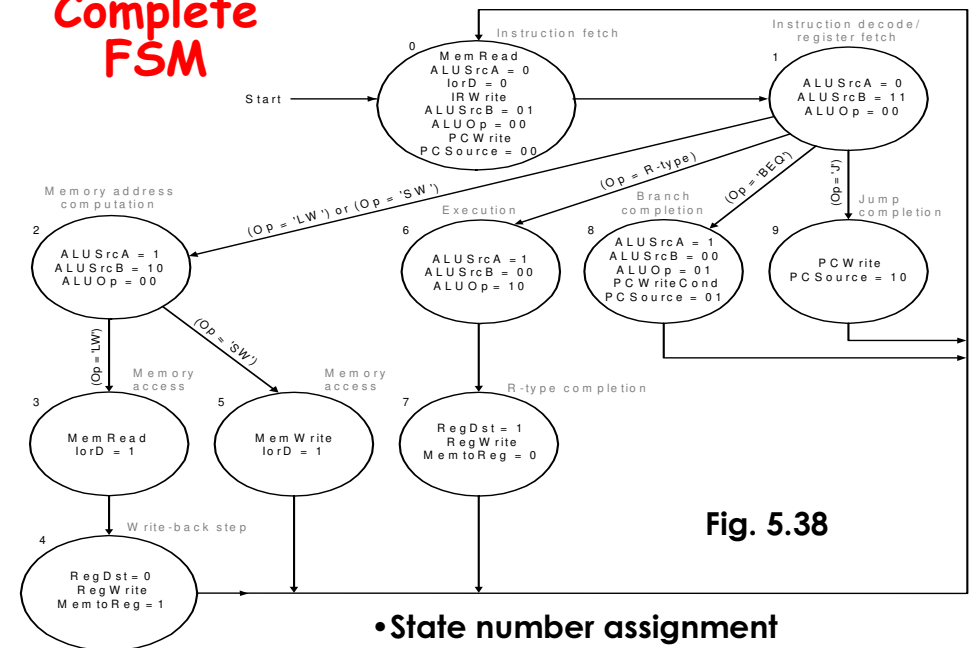 Complete
FSM
Instruction fetch
0
MemRead
ALUSrcA = 0
IorD = 0
IRWrite
ALUSrcB = 01
ALUOp = 00
PCWrite
PCSource = 00
Start
Instruction decode/
register fetch
1
ALUSrcA = 0
ALUSrcB = 11
ALUOp = 00
(Op = 'LW') or (Op = 'SW')
(Op = R-type)
(Op = 'BEQ')
(Op = 'J')
Memory address
computation
2
ALUSrcA = 1
ALUSrcB = 10
ALUOp = 00
Execution
6
ALUSrcA = 1
ALUSrcB = 00
ALUOp = 10
Branch
completion
8
ALUSrcA = 1
ALUSrcB = 00
ALUOp = 01
PCWriteCond
PCSource = 01
Jump
completion
9
PCWrite
PCSource = 10
(Op = 'LW')
(Op = 'SW')
Memory
access
3
MemRead
IorD = 1
Memory
access
5
MemWrite
IorD = 1
R-type completion
7
RegDst = 1
RegWrite
MemtoReg = 0
Write-back step
4
RegDst = 0
RegWrite
MemtoReg = 1
Fig. 5.38
•State number assignment